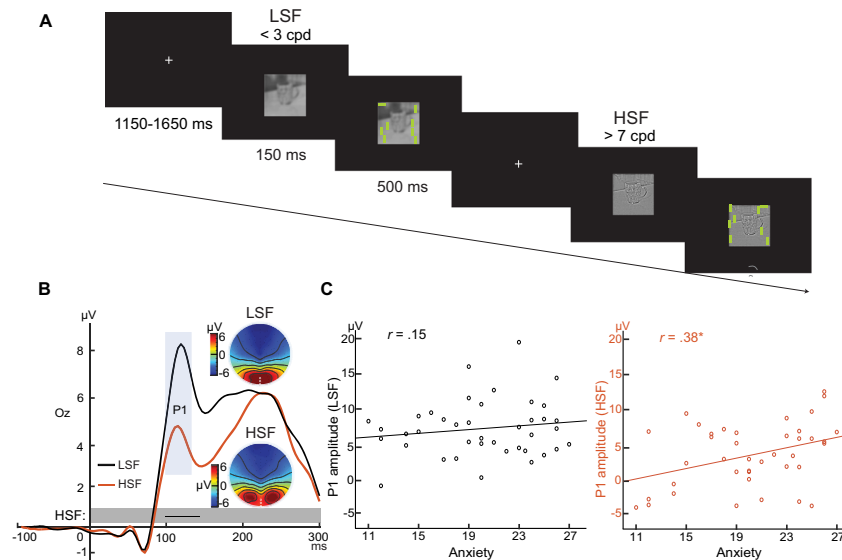 A
LSF
< 3 cpd
1150-1650 ms
150 ms
500 ms
HSF
> 7 cpd
B
µV
8
6
4
2
0
-1
Oz
P1
LSF
HSF
HSF:
-100
0
100
200
300
ms
LSF
µV
6
0
-6
HSF
6
µV
-6
C
µV
20
15
10
5
0
-5
P1 amplitude (LSF)
r = .15
11
15
19
23
27
Anxiety
µV
20
15
10
5
0
-5
P1 amplitude (HSF)
r = .38*
11
15
19
23
27
Anxiety